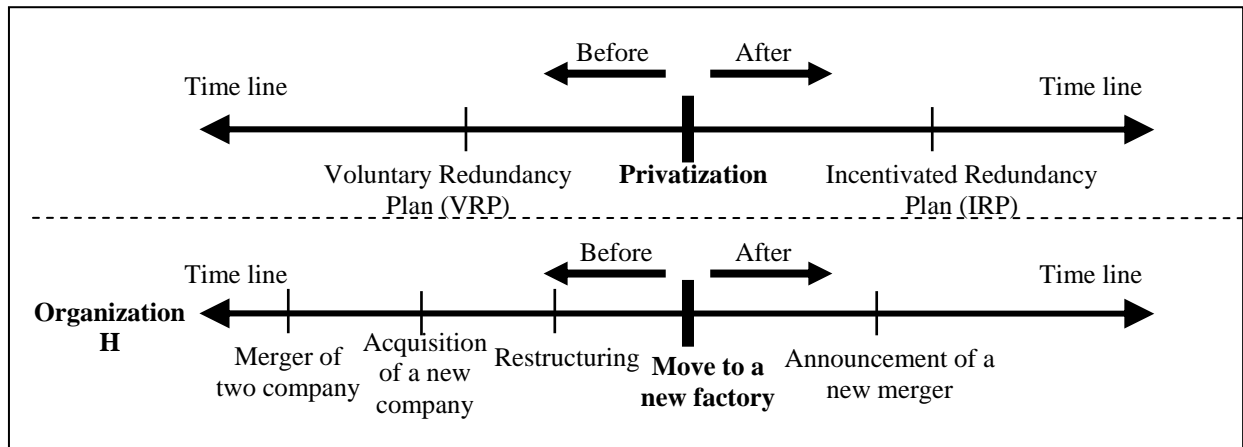 Before After
Time line Time line
Voluntary Redundancy Plan (VRP)
Privatization
Incentivated Redundancy Plan (IRP)
Before After
Time line Time line
Organization H
Merger of two company
Acquisition of a new company
Restructuring
Move to a new factory
Announcement of a new merger